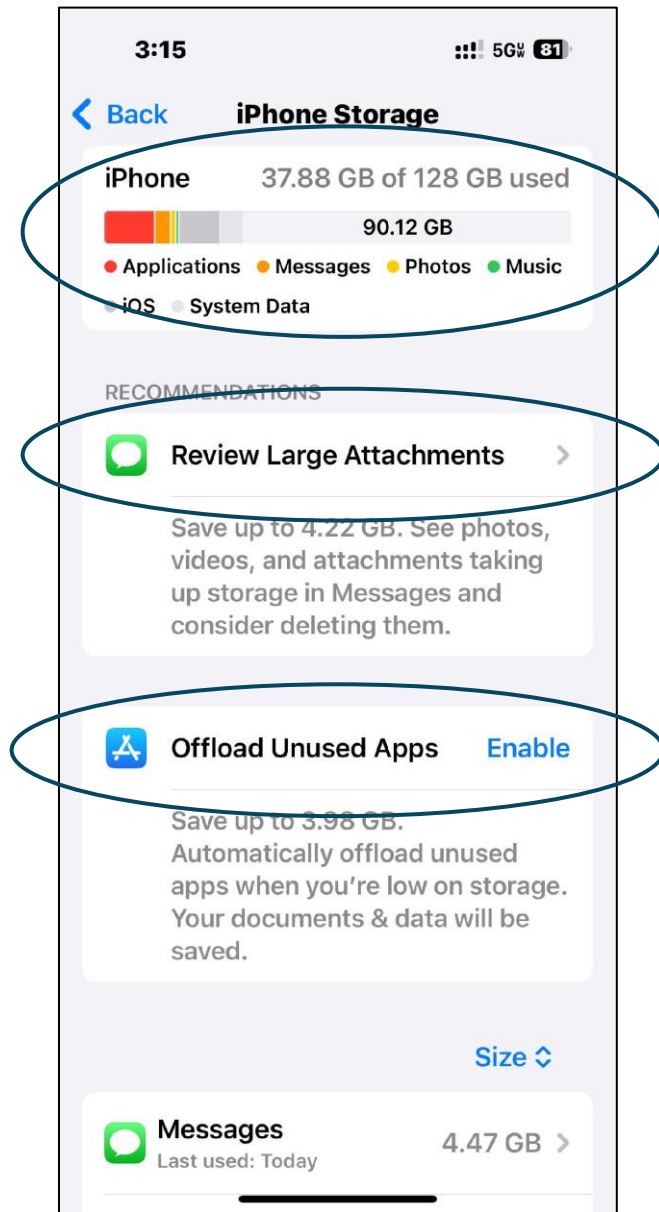 3:15 5G UW 81
Back iPhone Storage
iPhone 37.88 GB of 128 GB used
90.12 GB
Applications Messages Photos Music
iOS System Data
RECOMMENDATIONS
Review Large Attachments
Save up to 4.22 GB. See photos,
videos, and attachments taking
up storage in Messages and
consider deleting them.
Offload Unused Apps Enable
Save up to 3.98 GB.
Automatically offload unused
apps when you’re low on storage.
Your documents & data will be
saved.
Size
Messages 4.47 GB
Last used: Today